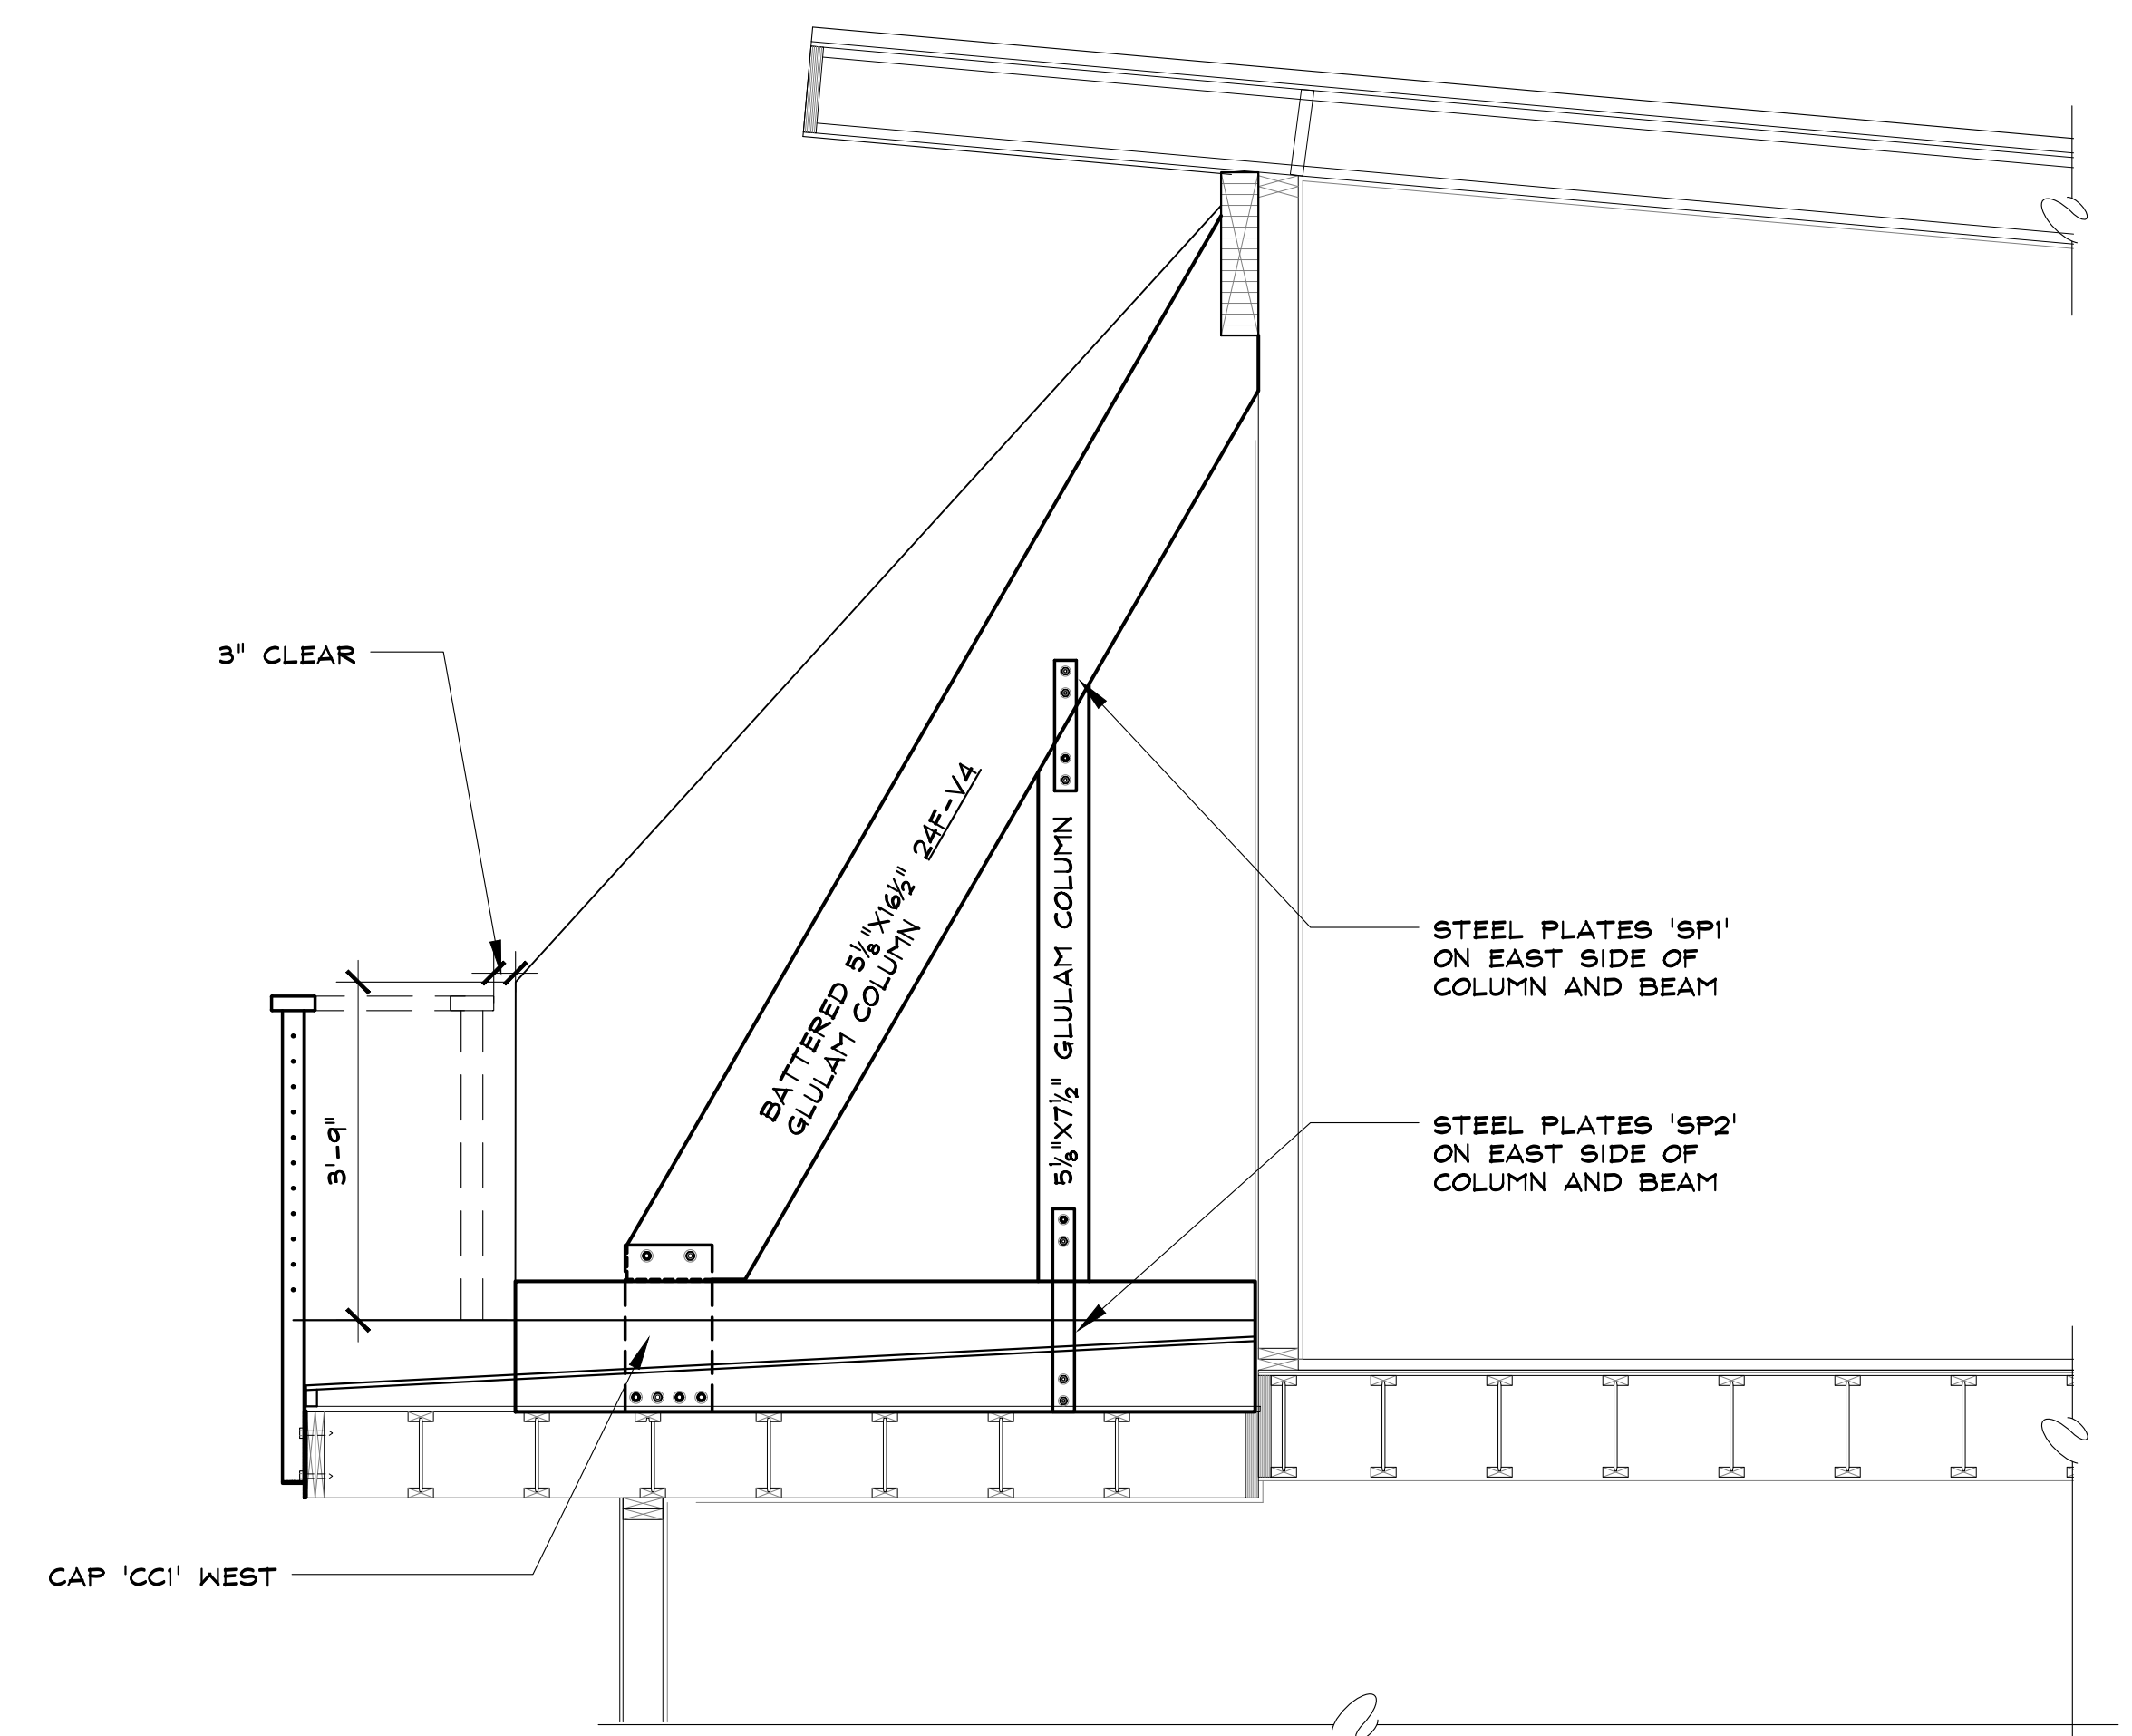 3" CLEAR
3'-9"
BATTERED 5⅛"X16½" 24F-V4
GLULAM COLUMN
5⅛"X7½" GLULAM COLUMN
STEEL PLATES 'SP1'
ON EAST SIDE OF
COLUMN AND BEAM
STEEL PLATES 'SP2'
ON EAST SIDE OF
COLUMN AND BEAM
CAP 'CC1' WEST